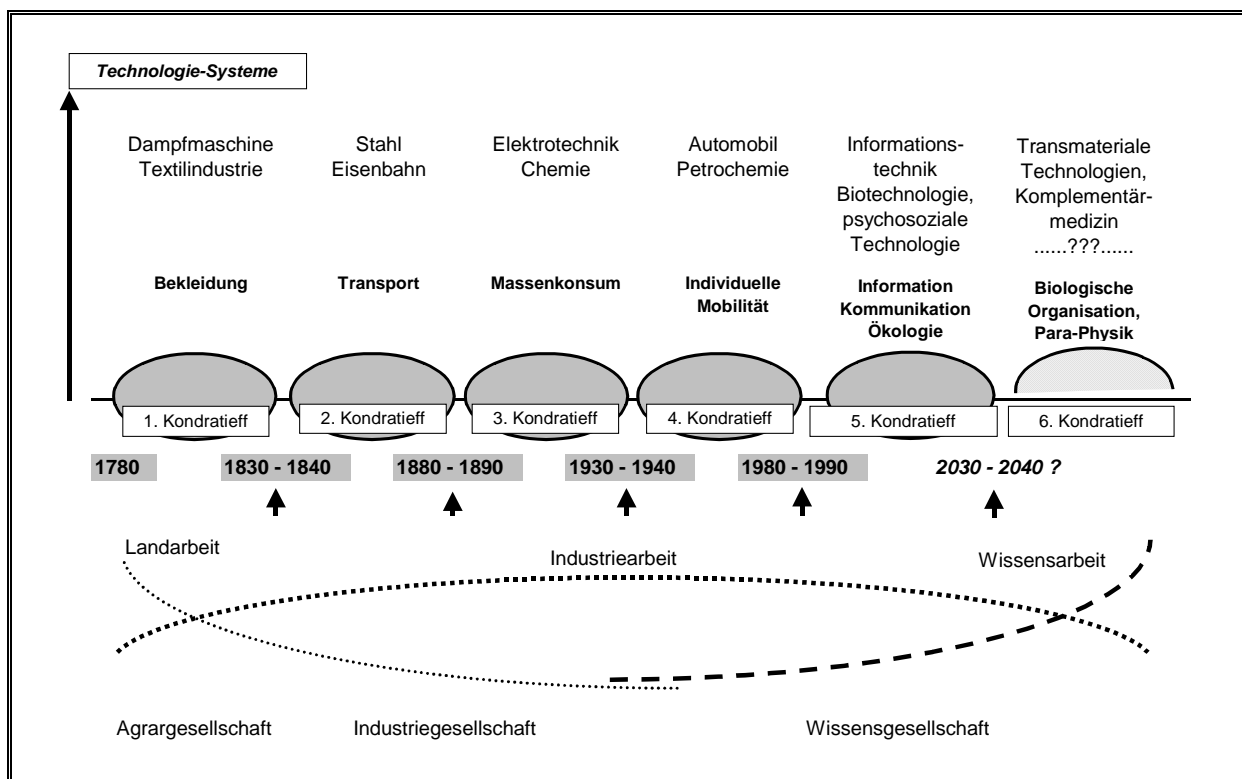 Technologie-Systeme
Dampfmaschine
Textilindustrie
Stahl
Eisenbahn
Elektrotechnik
Chemie
Automobil
Petrochemie
Informations-
technik
Biotechnologie,
psychosoziale
Technologie
Transmateriale
Technologien,
Komplementär-
medizin
......???......
Bekleidung
Transport
Massenkonsum
Individuelle
Mobilität
Information
Kommunikation
Ökologie
Biologische
Organisation,
Para-Physik
1. Kondratieff
2. Kondratieff
3. Kondratieff
4. Kondratieff
5. Kondratieff
6. Kondratieff
1780
1830 - 1840
1880 - 1890
1930 - 1940
1980 - 1990
2030 - 2040 ?
Landarbeit
Industriearbeit
Wissensarbeit
Agrargesellschaft
Industriegesellschaft
Wissensgesellschaft